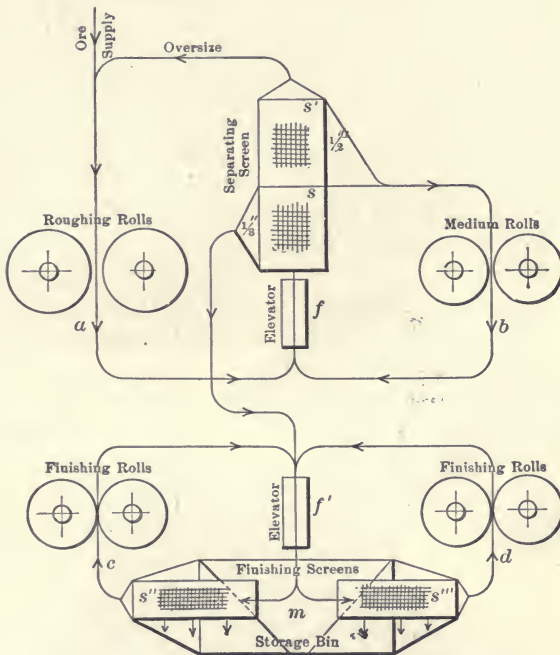 Ore
Supply
Oversize
Separating
Screen
s'
1/2"
s
1/8"
Roughing Rolls
Medium Rolls
Elevator
f
a
b
Finishing Rolls
Finishing Rolls
Elevator
f'
c
d
Finishing Screens
s"
s'''
m
Storage Bin